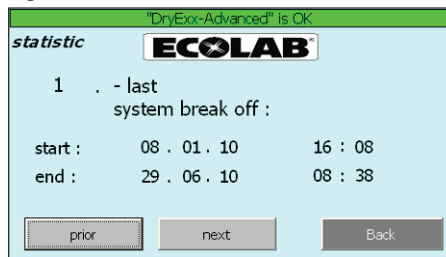 "DryExx-Advanced" is OK
statistic ECOLAB®
1 . - last
system break off :
start : 08 . 01 . 10 16 : 08
end : 29 . 06 . 10 08 : 38
prior next Back